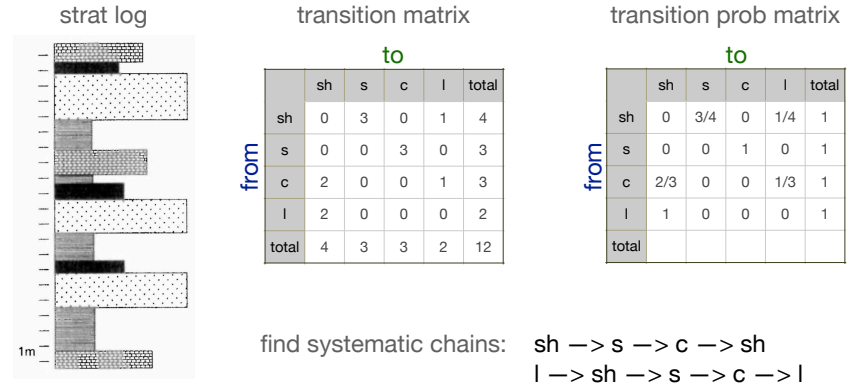 strat log
transition matrix
transition prob matrix
to
from
sh s c l total
sh 0 3 0 1 4
s 0 0 3 0 3
c 2 0 0 1 3
l 2 0 0 0 2
total 4 3 3 2 12
to
from
sh s c l total
sh 0 3/4 0 1/4 1
s 0 0 1 0 1
c 2/3 0 0 1/3 1
l 1 0 0 0 1
total
1m
find systematic chains: sh —> s —> c —> sh
l —> sh —> s —> c —> l